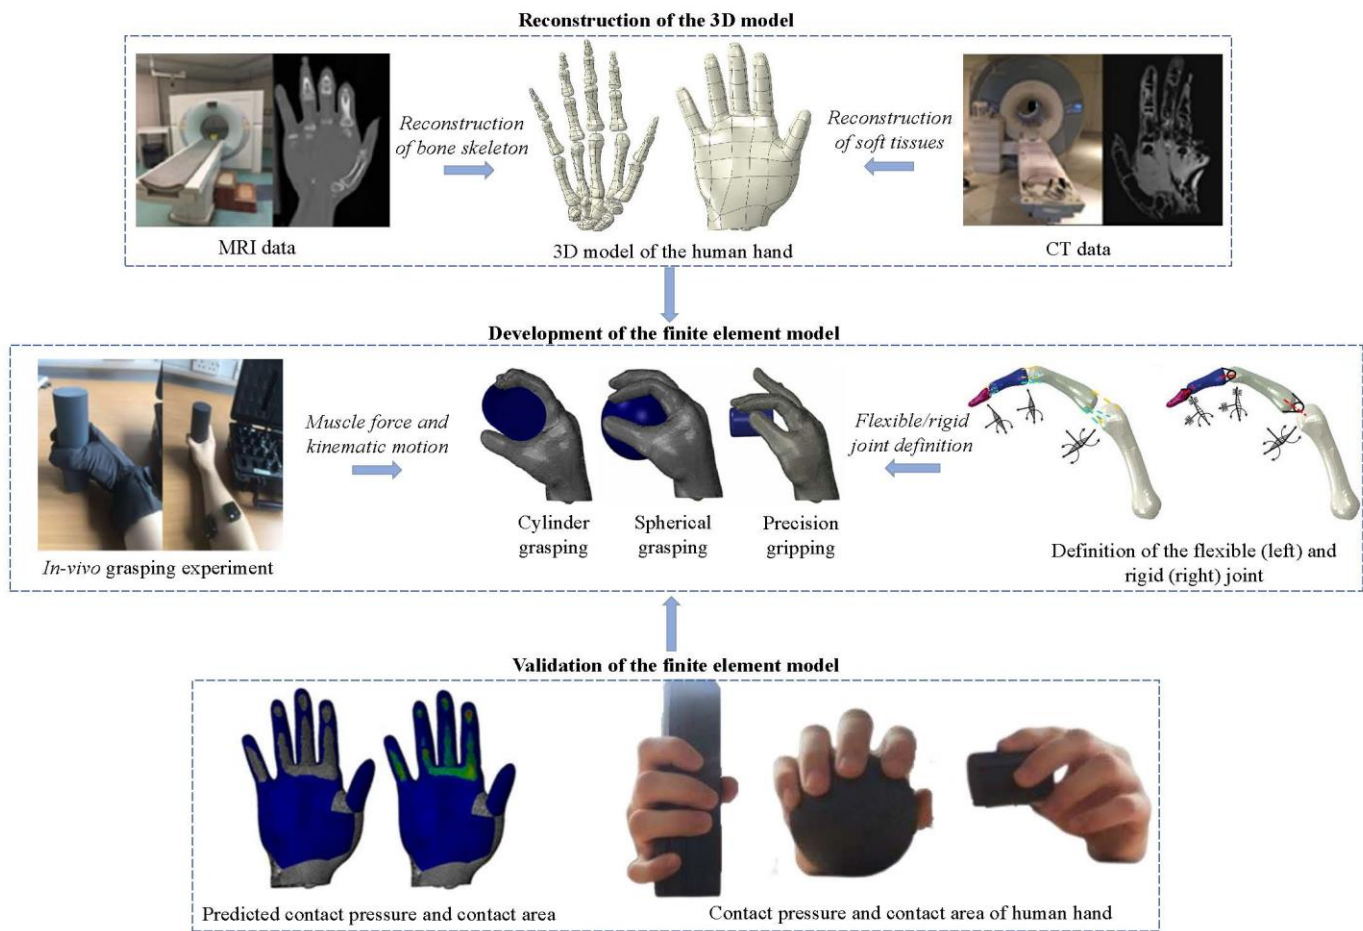 Reconstruction of the 3D model
Reconstruction
of bone skeleton
Reconstruction
of soft tissues
MRI data
3D model of the human hand
CT data
Development of the finite element model
Muscle force and
kinematic motion
Flexible/rigid
joint definition
Cylinder
grasping
Spherical
grasping
Precision
gripping
In-vivo grasping experiment
Definition of the flexible (left) and
rigid (right) joint
Validation of the finite element model
Predicted contact pressure and contact area
Contact pressure and contact area of human hand